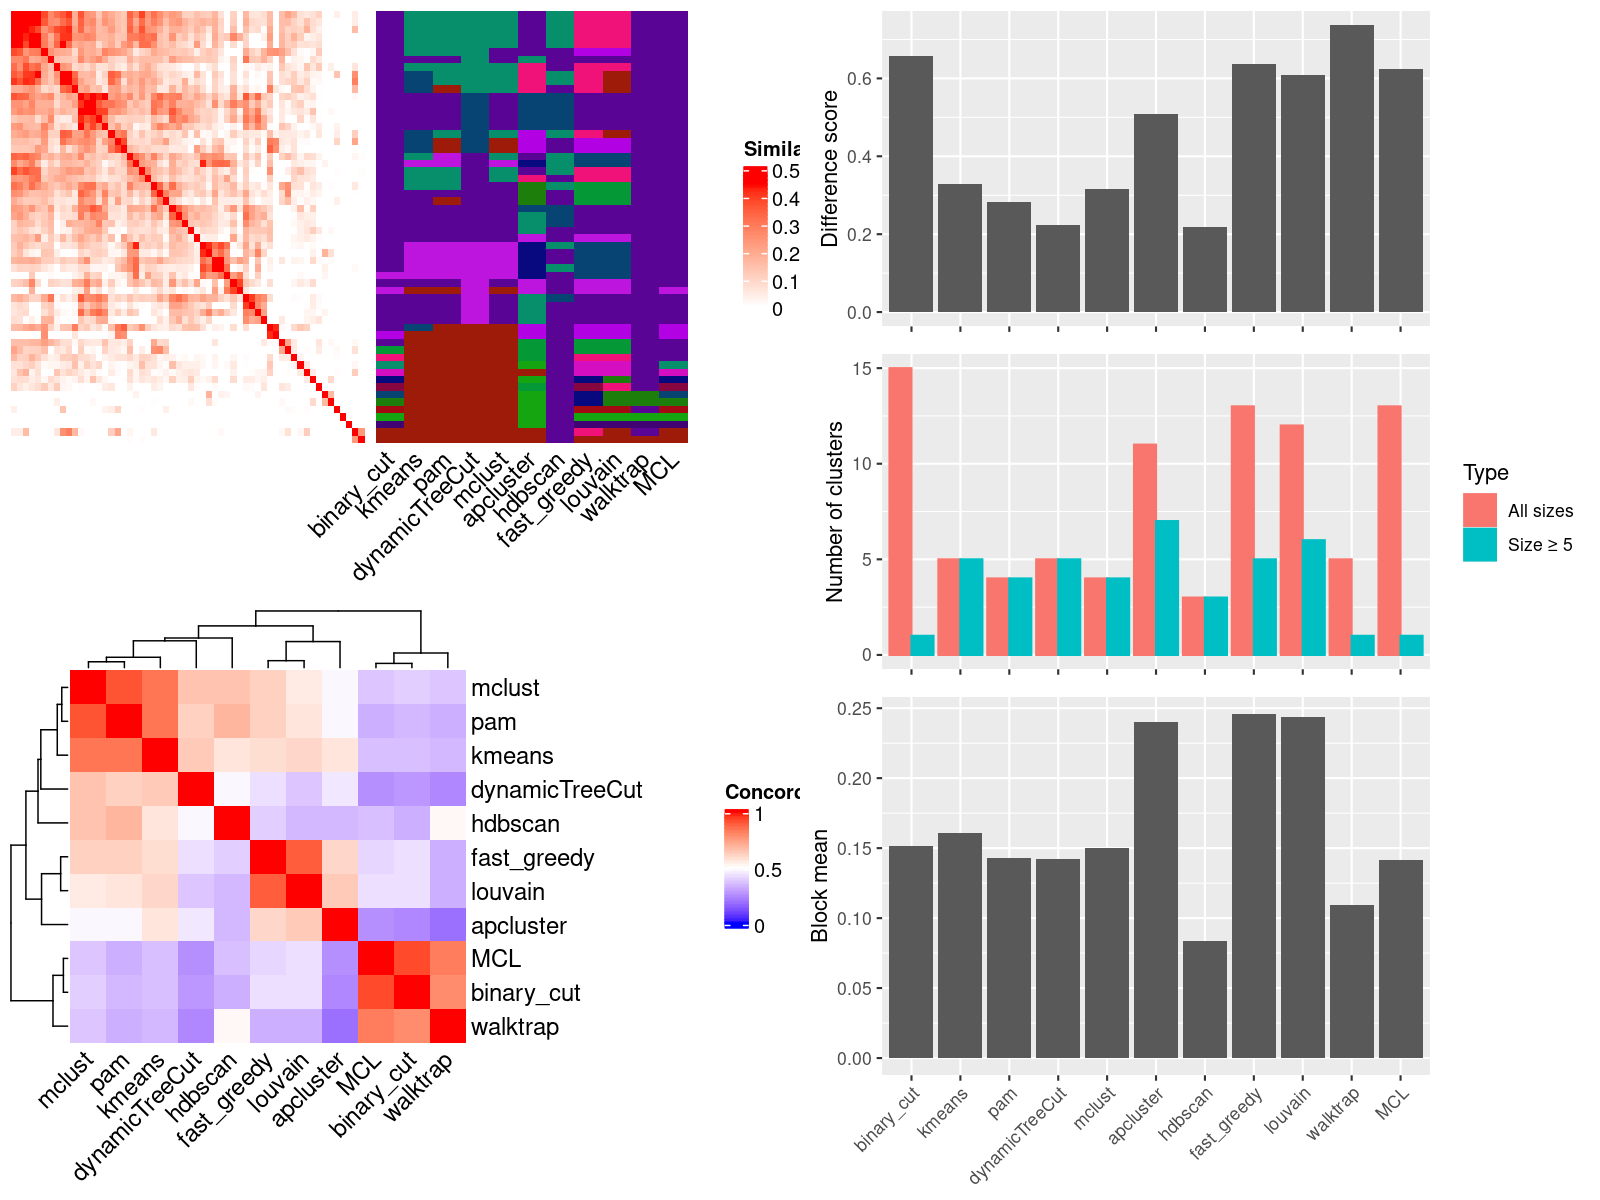 Simila
0.5
0.4
0.3
0.2
0.1
0
binary_cut
kmeans
pam
dynamicTreeCut
mclust
apcluster
hdbscan
fast_greedy
louvain
walktrap
MCL
mclust
pam
kmeans
dynamicTreeCut
hdbscan
fast_greedy
louvain
apcluster
MCL
binary_cut
walktrap
mclust
pam
kmeans
dynamicTreeCut
hdbscan
fast_greedy
louvain
apcluster
MCL
binary_cut
walktrap
Concord
1
0.5
0
Difference score
0.6
0.4
0.2
0.0
Number of clusters
15
10
5
0
Type
All sizes
Size ≥ 5
Block mean
0.25
0.20
0.15
0.10
0.05
0.00
binary_cut
kmeans
pam
dynamicTreeCut
mclust
apcluster
hdbscan
fast_greedy
louvain
walktrap
MCL